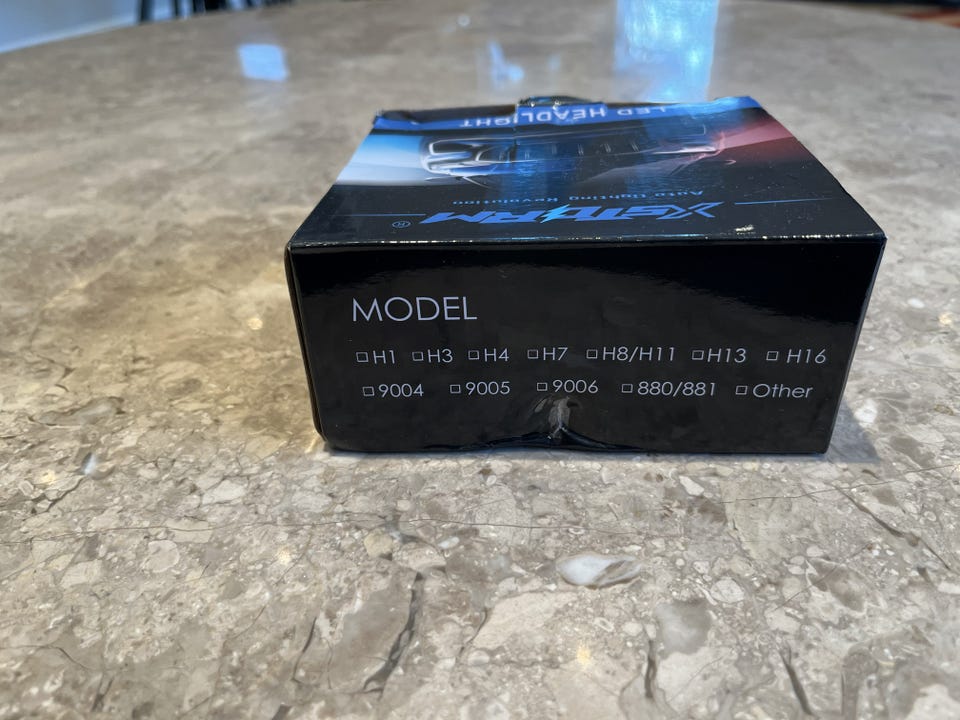 LED HEADLIGHT
Auto Lighting Revolution
XSTORM®
MODEL
□H1 □H3 □H4 □H7 □H8/H11 □H13 □ H16
□9004 □9005 □9006 □880/881 □Other